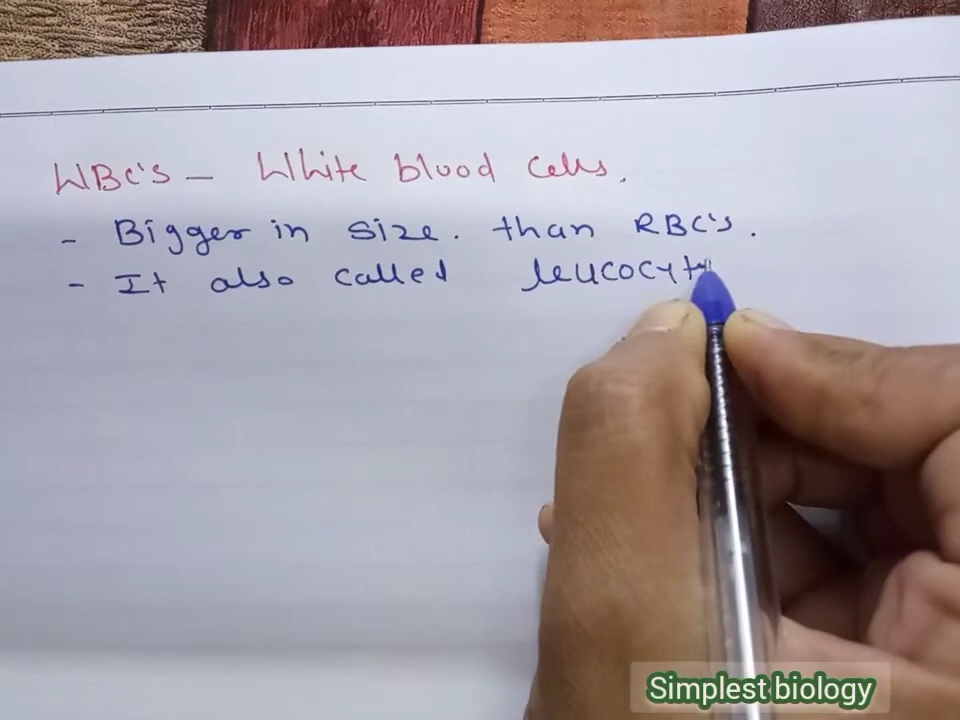 WBC's - White blood cells.
- Bigger in size. than RBC's.
- It also called leucocyt
Simplest biology